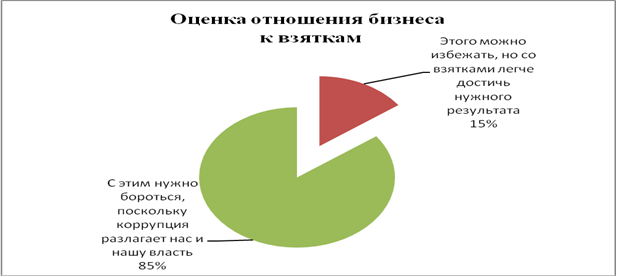 Оценка отношения бизнеса
к взяткам
Этого можно
избежать, но со
взятками легче
достичь
нужного
результата
15%
С этим нужно
бороться,
поскольку
коррупция
разлагает нас и
нашу власть
85%